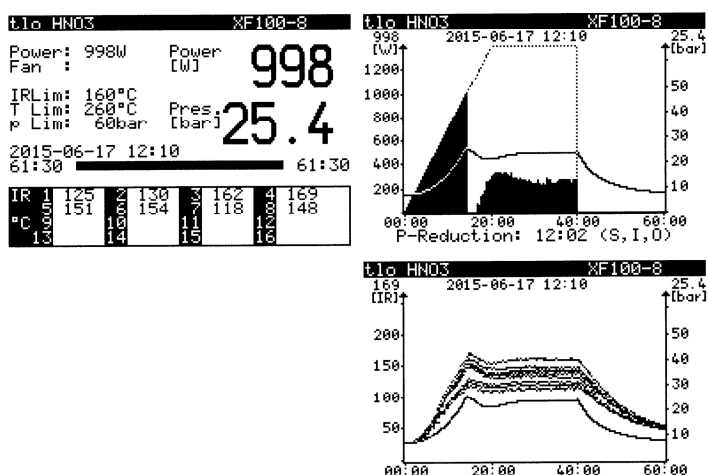 tlo HNO3 XF100-8
Power: 998W Power [W] 998
Fan :
IRLim: 160°C
T Lim: 260°C Pres. [bar] 25.4
p Lim: 60bar
2015-06-17 12:10
61:30 61:30
IR 1 125 2 130 3 162 4 169
5 151 6 154 7 118 8 148
°C 9 10 11 12
13 14 15 16
tlo HNO3 XF100-8
998 2015-06-17 12:10 25.4
[W] [bar]
1200
1000
800
600
400
200
50
40
30
20
10
00:00 20:00 40:00 60:00
P-Reduction: 12:02 (S,I,O)
tlo HNO3 XF100-8
169 2015-06-17 12:10 25.4
[IR] [bar]
200
150
100
50
50
40
30
20
10
00:00 20:00 40:00 60:00